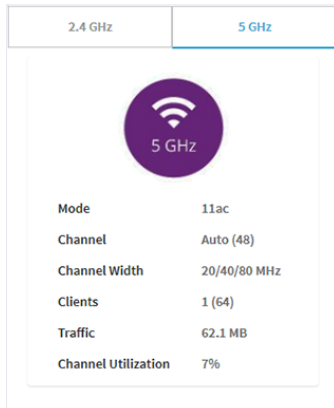 2.4 GHz 5 GHz
5 GHz
Mode 11ac
Channel Auto (48)
Channel Width 20/40/80 MHz
Clients 1 (64)
Traffic 62.1 MB
Channel Utilization 7%